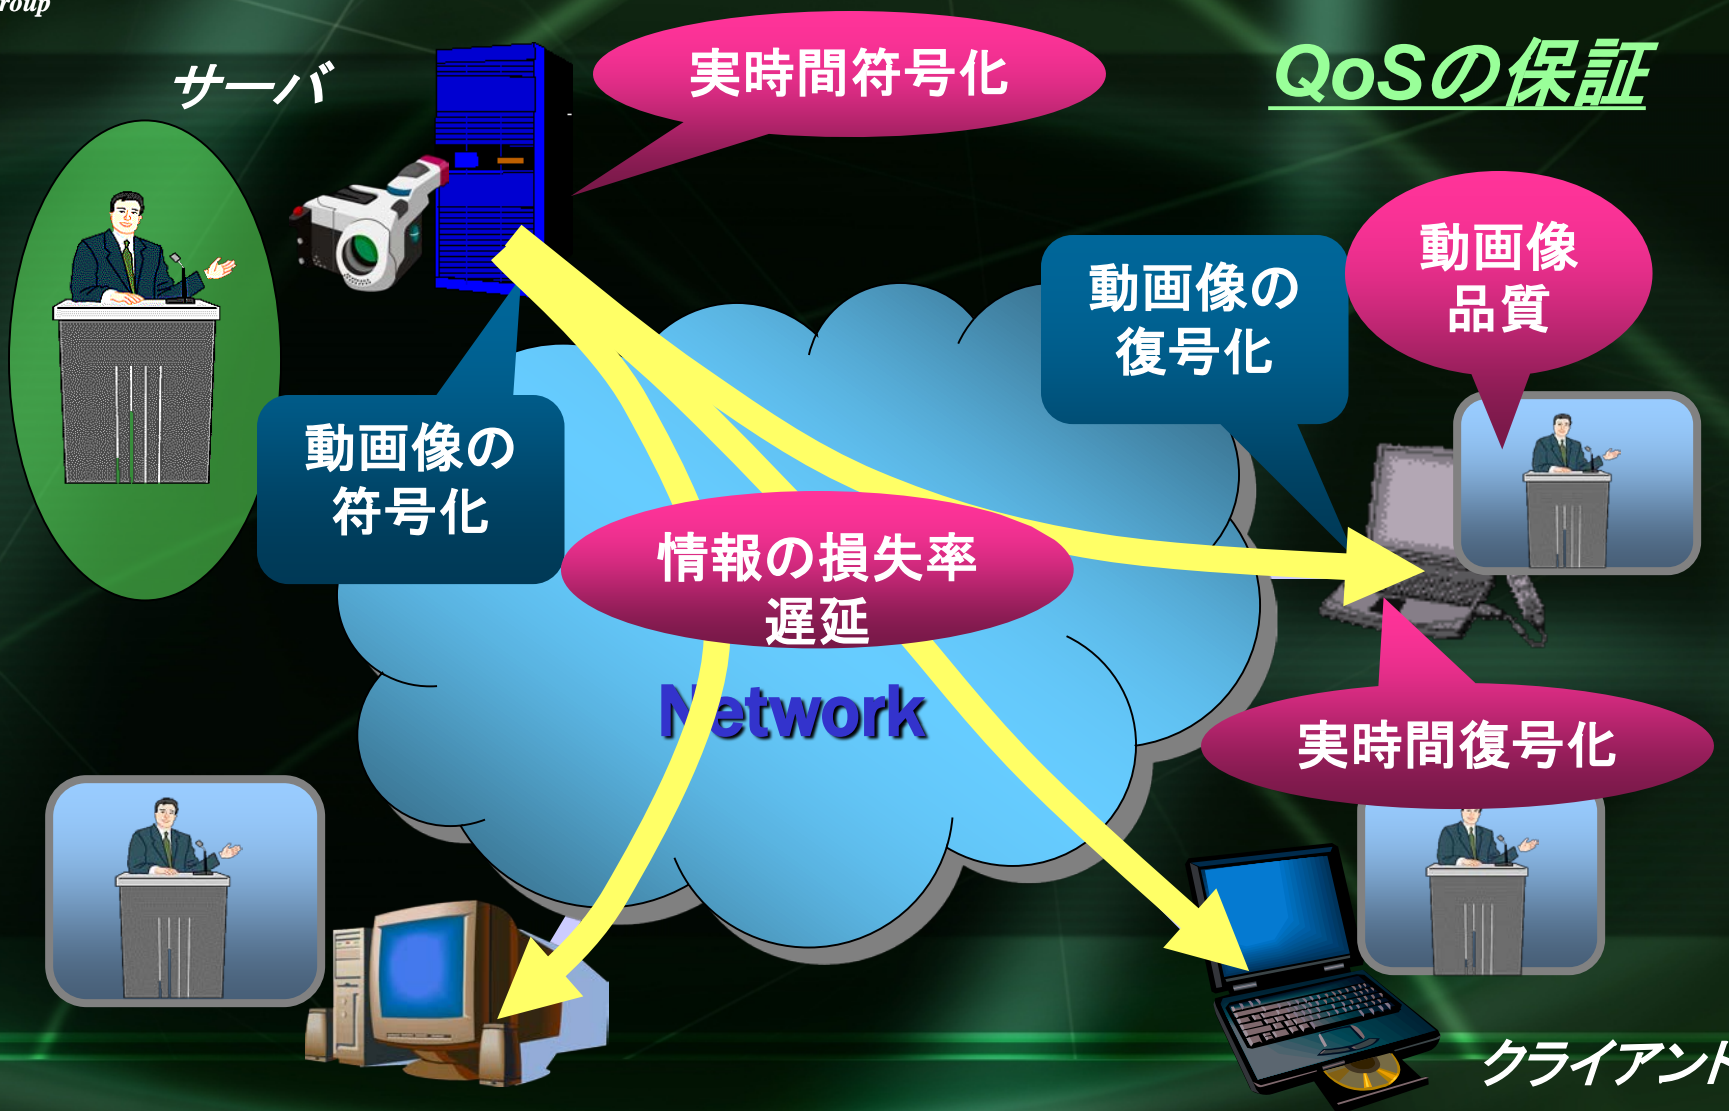 roup
サーバ
実時間符号化
QoSの保証
動画像
品質
動画像の
復号化
動画像の
符号化
情報の損失率
遅延
Network
実時間復号化
クライアント